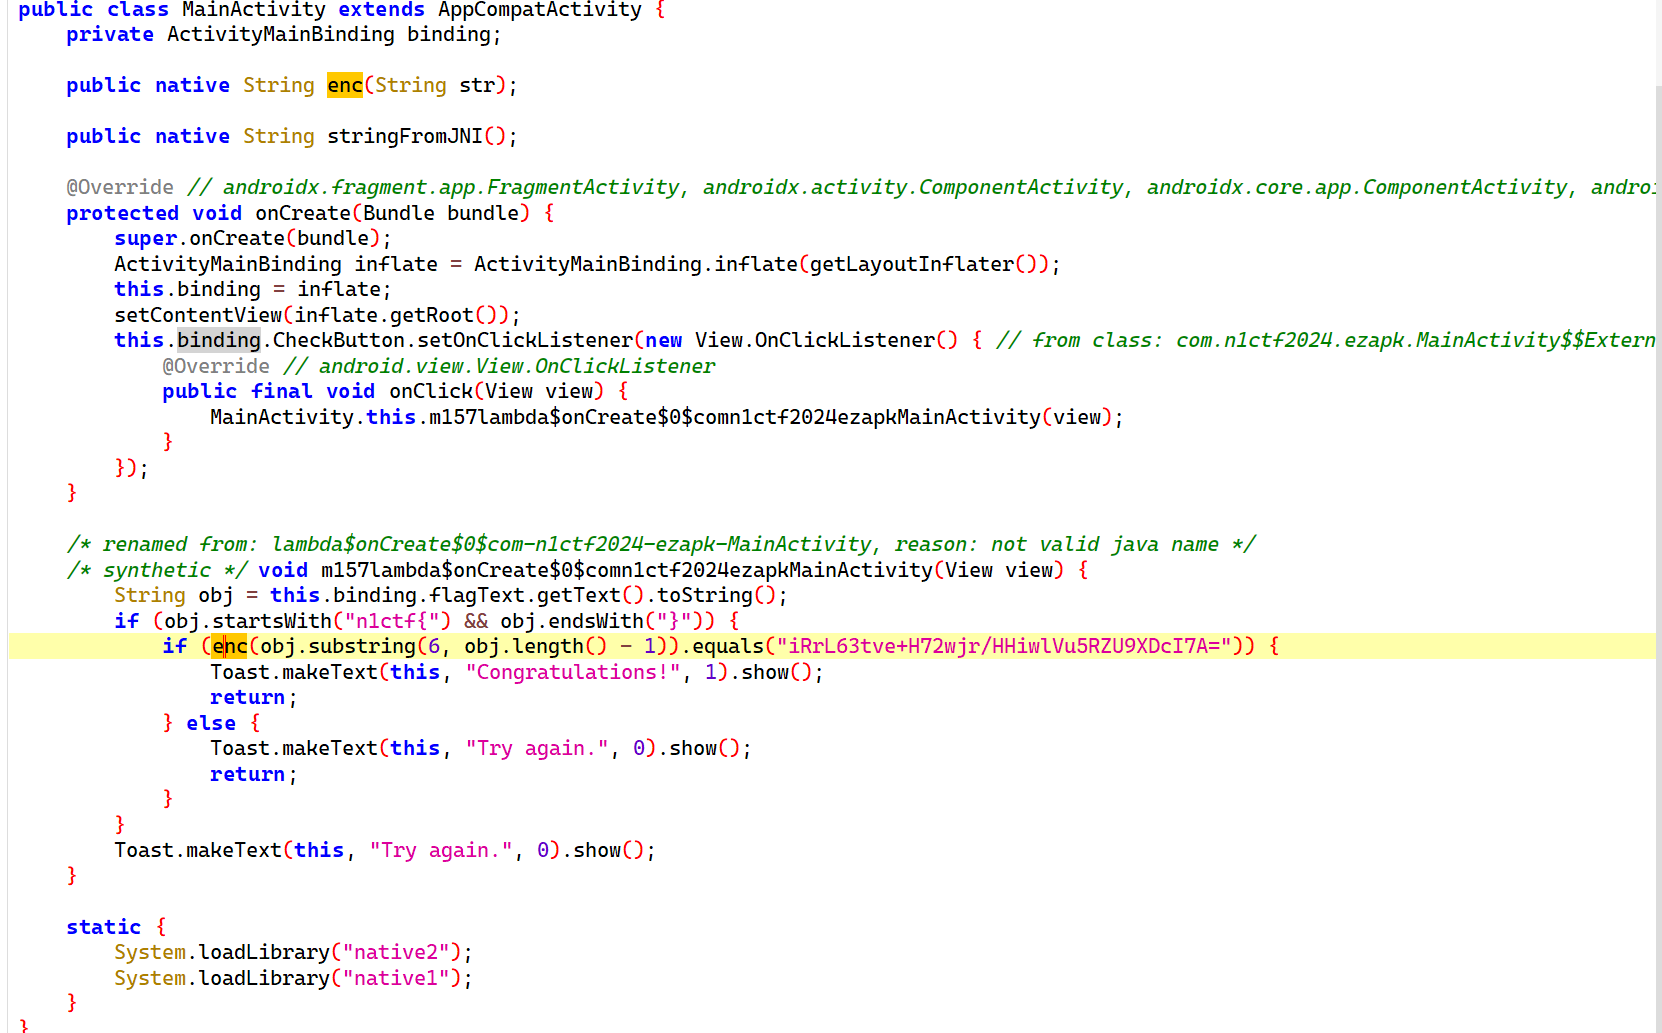 public class MainActivity extends AppCompatActivity {
private ActivityMainBinding binding;
public native String enc(String str);
public native String stringFromJNI();
@Override // androidx.fragment.app.FragmentActivity, androidx.activity.ComponentActivity, androidx.core.app.ComponentActivity, androi
protected void onCreate(Bundle bundle) {
super.onCreate(bundle);
ActivityMainBinding inflate = ActivityMainBinding.inflate(getLayoutInflater());
this.binding = inflate;
setContentView(inflate.getRoot());
this.binding.CheckButton.setOnClickListener(new View.OnClickListener() { // from class: com.n1ctf2024.ezapk.MainActivity$$Extern
@Override // android.view.View.OnClickListener
public final void onClick(View view) {
MainActivity.this.m157lambda$onCreate$0$comn1ctf2024ezapkMainActivity(view);
}
});
}
/* renamed from: lambda$onCreate$0$com-n1ctf2024-ezapk-MainActivity, reason: not valid java name */
/* synthetic */ void m157lambda$onCreate$0$comn1ctf2024ezapkMainActivity(View view) {
String obj = this.binding.flagText.getText().toString();
if (obj.startsWith("n1ctf{") && obj.endsWith("}")) {
if (enc(obj.substring(6, obj.length() - 1)).equals("iRrL63tve+H72wjr/HHiwlVu5RZU9XDcI7A=")) {
Toast.makeText(this, "Congratulations!", 1).show();
return;
} else {
Toast.makeText(this, "Try again.", 0).show();
return;
}
}
Toast.makeText(this, "Try again.", 0).show();
}
static {
System.loadLibrary("native2");
System.loadLibrary("native1");
}
}